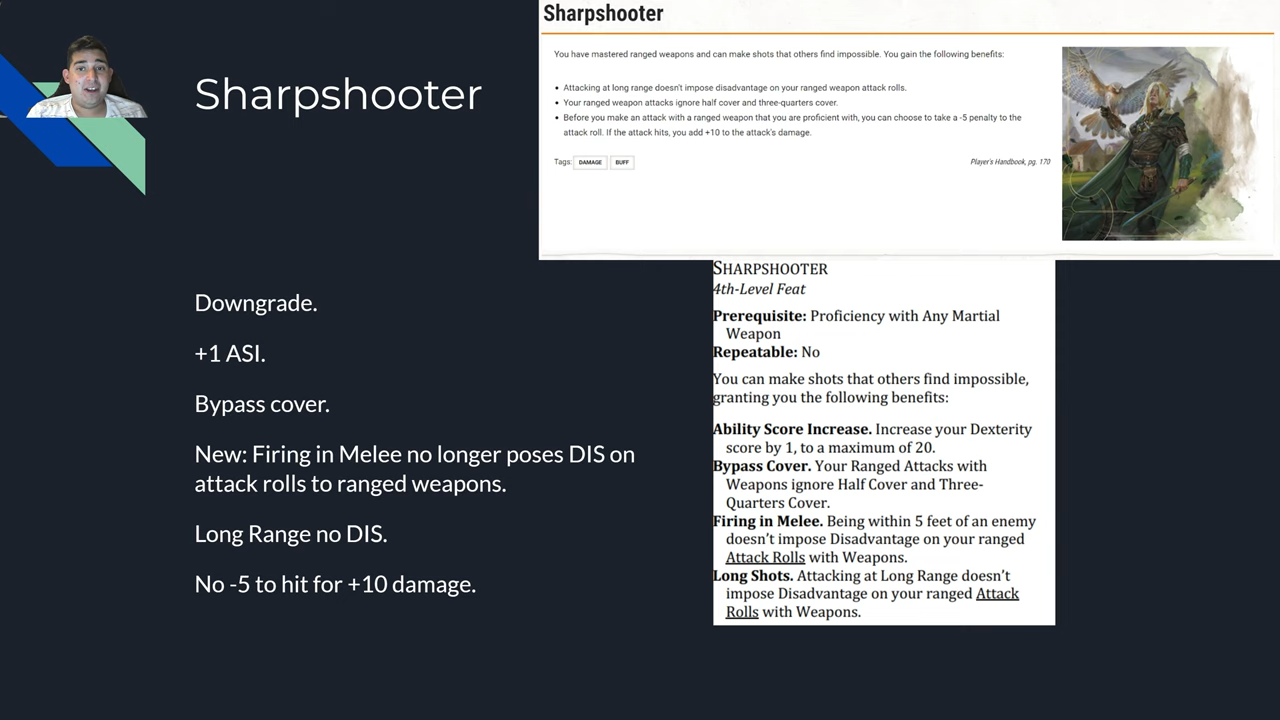 Sharpshooter
You have mastered ranged weapons and can make shots that others find impossible. You gain the following benefits:
• Attacking at long range doesn't impose disadvantage on your ranged weapon attack rolls.
• Your ranged weapon attacks ignore half cover and three-quarters cover.
• Before you make an attack with a ranged weapon that you are proficient with, you can choose to take a -5 penalty to the
attack roll. If the attack hits, you add +10 to the attack's damage.
Tags: DAMAGE BUFF
Player's Handbook, pg. 170
Sharpshooter
Downgrade.
+1 ASI.
Bypass cover.
New: Firing in Melee no longer poses DIS on
attack rolls to ranged weapons.
Long Range no DIS.
No -5 to hit for +10 damage.
SHARPSHOOTER
4th-Level Feat
Prerequisite: Proficiency with Any Martial
Weapon
Repeatable: No
You can make shots that others find impossible,
granting you the following benefits:
Ability Score Increase. Increase your Dexterity
score by 1, to a maximum of 20.
Bypass Cover. Your Ranged Attacks with
Weapons ignore Half Cover and Three-
Quarters Cover.
Firing in Melee. Being within 5 feet of an enemy
doesn't impose Disadvantage on your ranged
Attack Rolls with Weapons.
Long Shots. Attacking at Long Range doesn't
impose Disadvantage on your ranged Attack
Rolls with Weapons.